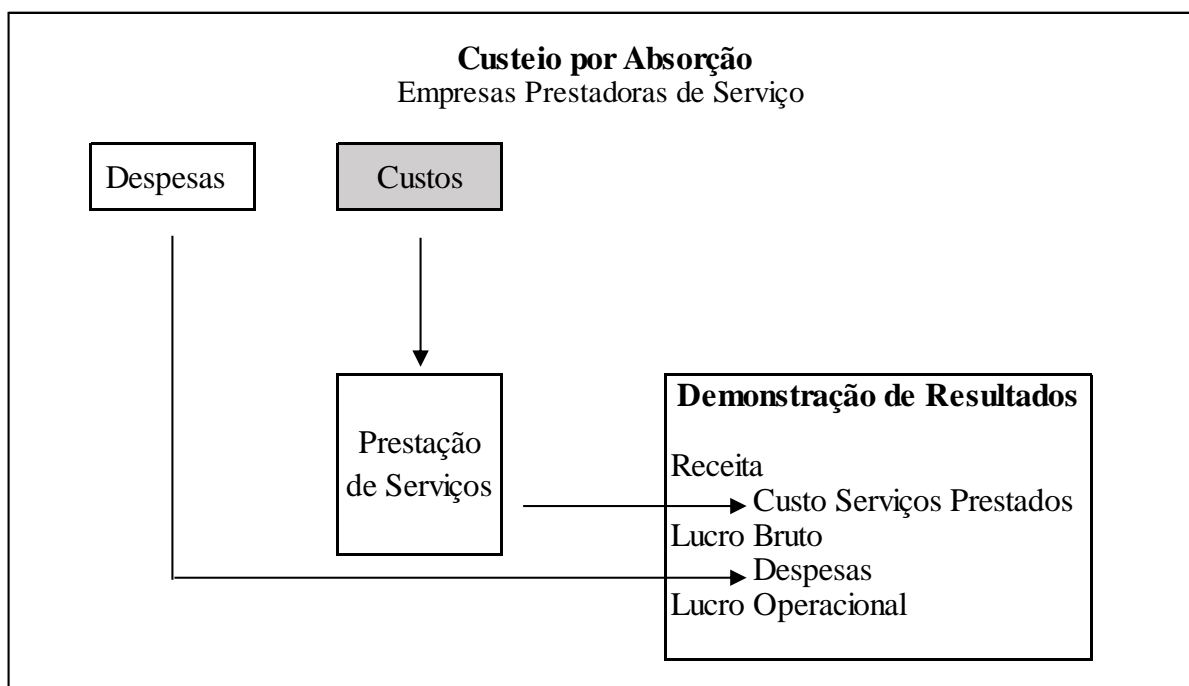 Custeio por Absorção
Empresas Prestadoras de Serviço
Despesas
Custos
Prestação
de Serviços
Demonstração de Resultados
Receita
Custo Serviços Prestados
Lucro Bruto
Despesas
Lucro Operacional